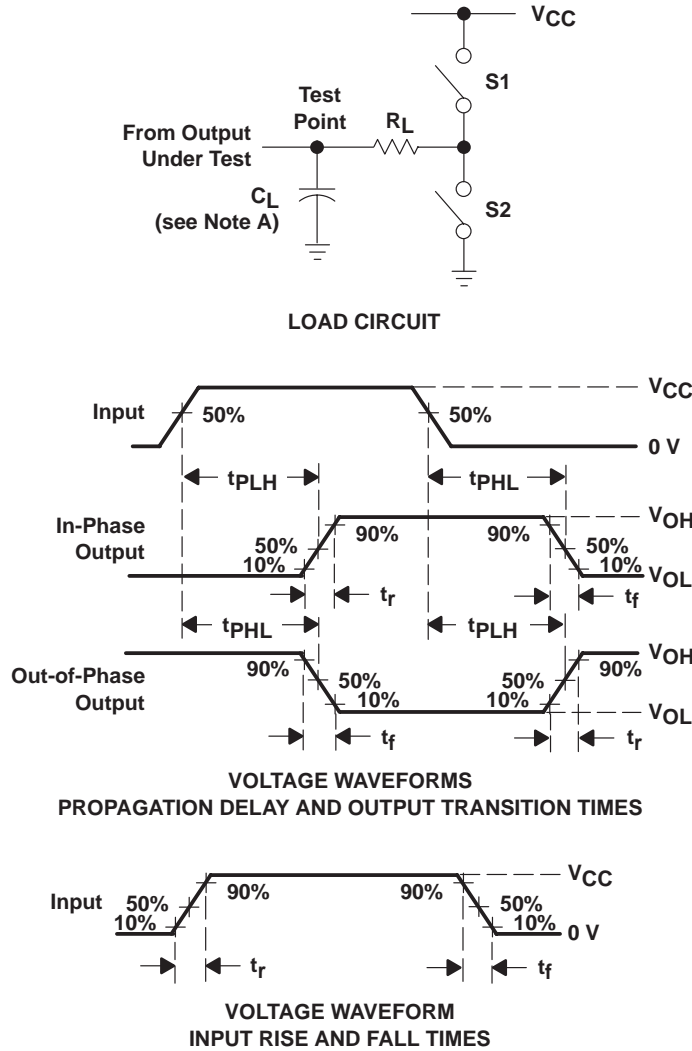 VCC
S1
Test
Point
RL
From Output
Under Test
CL
(see Note A)
S2
LOAD CIRCUIT
VCC
Input
50%
50%
0 V
tPLH
tPHL
In-Phase
Output
VOH
90%
90%
50%
50%
10%
10%
VOL
tr
tf
tPHL
tPLH
Out-of-Phase
Output
VOH
90%
90%
50%
50%
10%
10%
VOL
tf
tr
VOLTAGE WAVEFORMS
PROPAGATION DELAY AND OUTPUT TRANSITION TIMES
VCC
Input
90%
90%
50%
50%
10%
10%
0 V
tr
tf
VOLTAGE WAVEFORM
INPUT RISE AND FALL TIMES